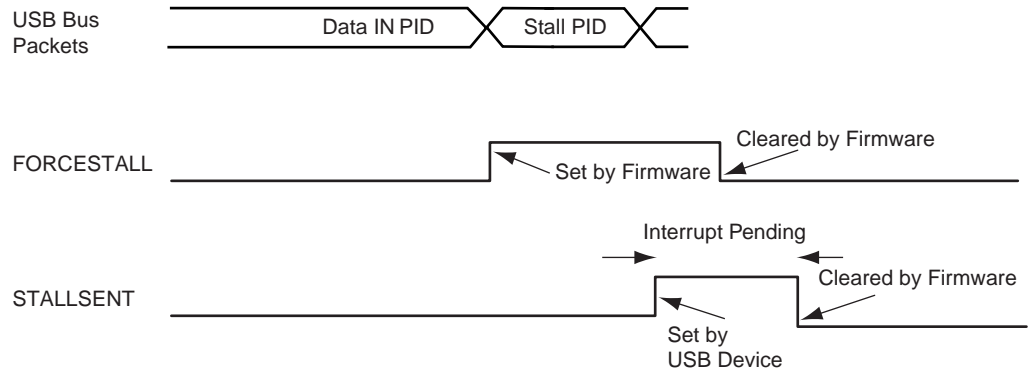 USB Bus
Packets
Data IN PID
Stall PID
FORCESTALL
Set by Firmware
Cleared by Firmware
Interrupt Pending
STALLSENT
Set by
USB Device
Cleared by Firmware